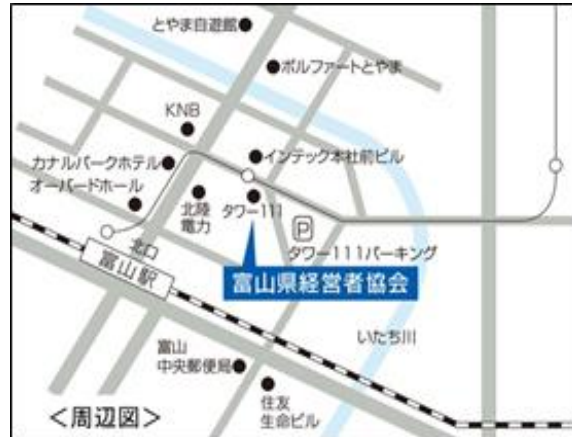 とやま自遊館
ボルファートとやま
KNB
インテック本社前ビル
カナルパークホテル
オーバードホール
北陸
電力
タワー111
P
タワー111パーキング
北口
富山駅
富山県経営者協会
いたち川
富山
中央郵便局
住友
生命ビル
＜周辺図＞